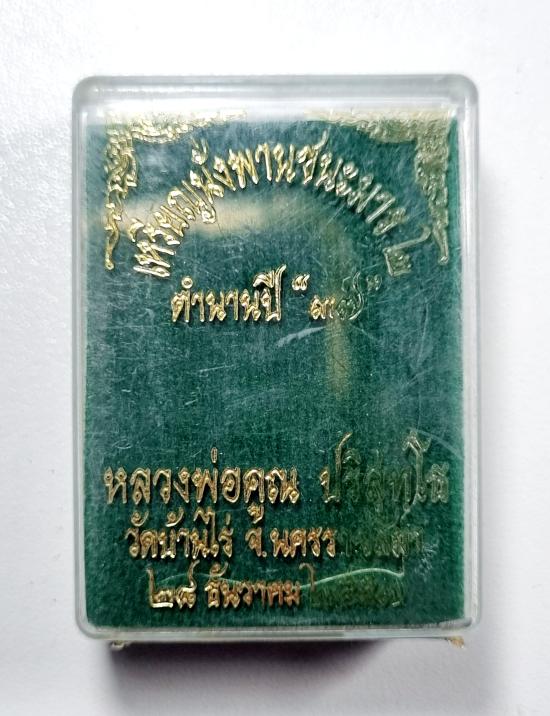 เหรียญนั่งพานชนะมาร ๒
ตำนานปี "๓๗"
หลวงพ่อคูณ ปริสุทฺโธ
วัดบ้านไร่ จ.นครราชสีมา
๒๘ ธันวาคม